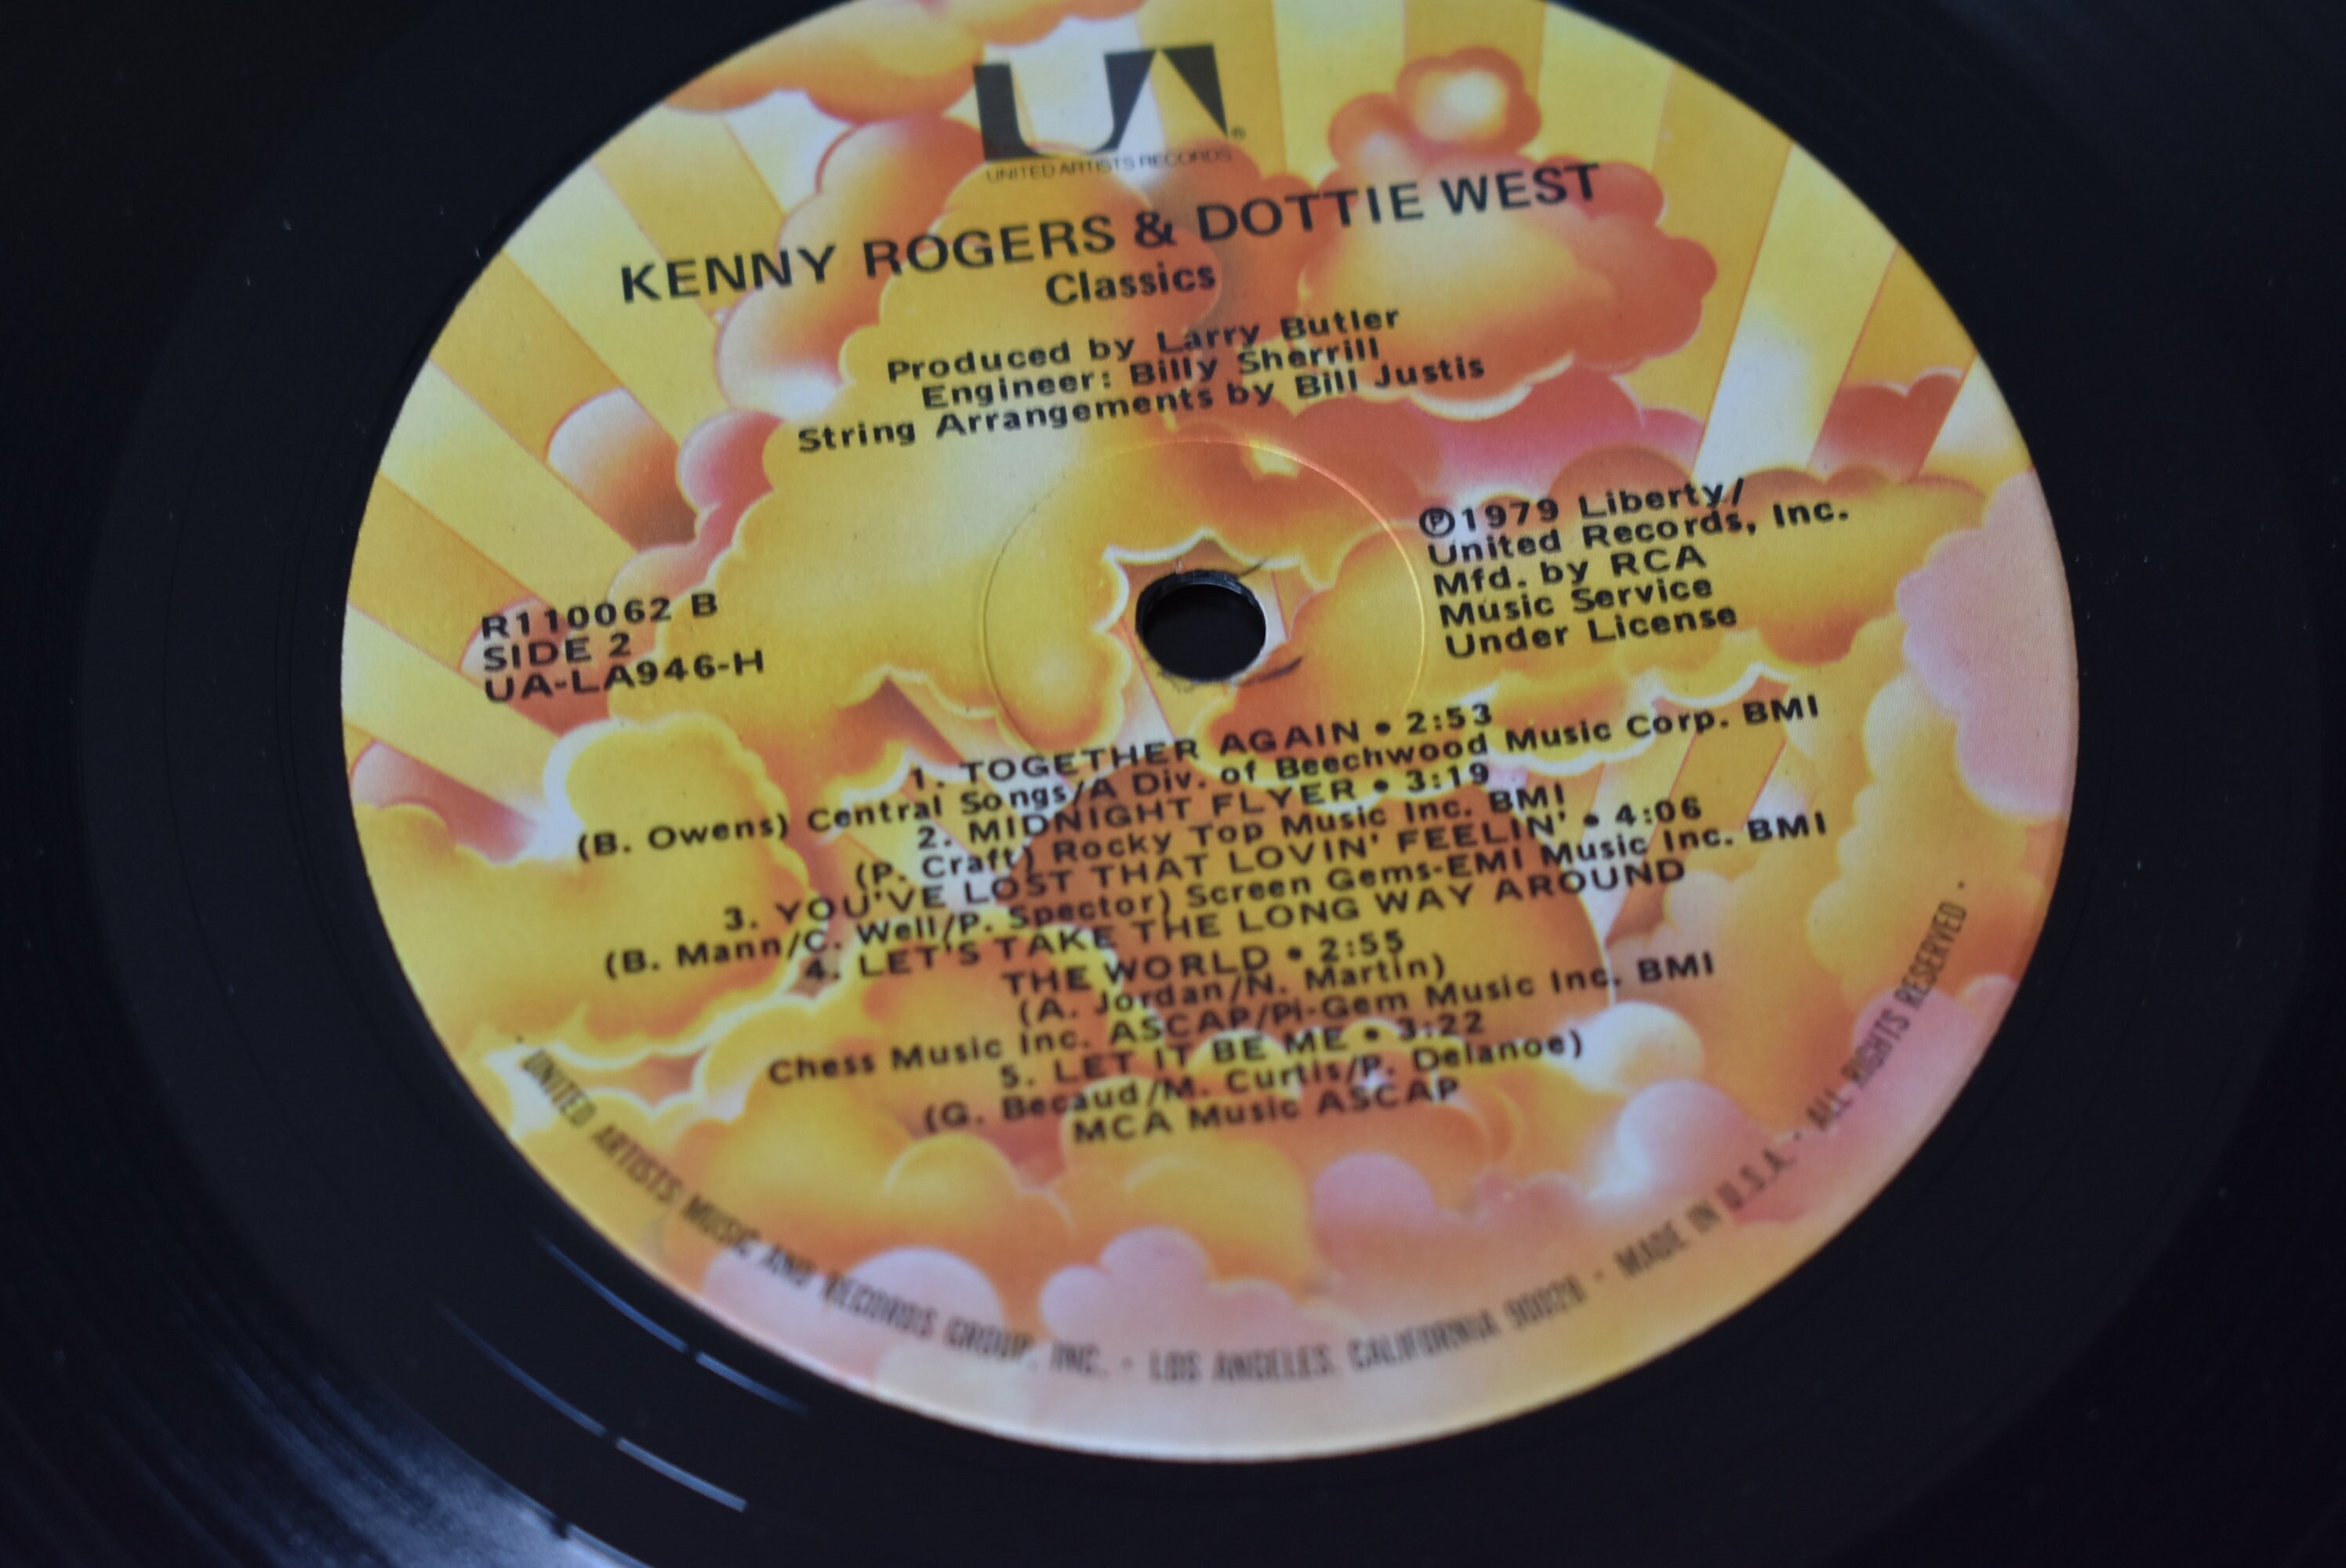 UA®
UNITED ARTISTS RECORDS
KENNY ROGERS & DOTTIE WEST
Classics
Produced by Larry Butler
Engineer: Billy Sherrill
String Arrangements by Bill Justis
R110062 B
SIDE 2
UA-LA946-H
℗1979 Liberty/
United Records, Inc.
Mfd. by RCA
Music Service
Under License
1. TOGETHER AGAIN • 2:53
(B. Owens) Central Songs/A Div. of Beechwood Music Corp. BMI
2. MIDNIGHT FLYER • 3:19
(P. Craft) Rocky Top Music Inc. BMI
3. YOU'VE LOST THAT LOVIN' FEELIN' • 4:06
(B. Mann/C. Well/P. Spector) Screen Gems-EMI Music Inc. BMI
4. LET'S TAKE THE LONG WAY AROUND
THE WORLD • 2:55
(A. Jordan/N. Martin)
Chess Music Inc. ASCAP/Pi-Gem Music Inc. BMI
5. LET IT BE ME • 3:22
(G. Becaud/M. Curtis/P. Delanoe)
MCA Music ASCAP
· UNITED ARTISTS MUSIC AND RECORDS GROUP, INC. · LOS ANGELES, CALIFORNIA 90028 · MADE IN U.S.A. · ALL RIGHTS RESERVED ·